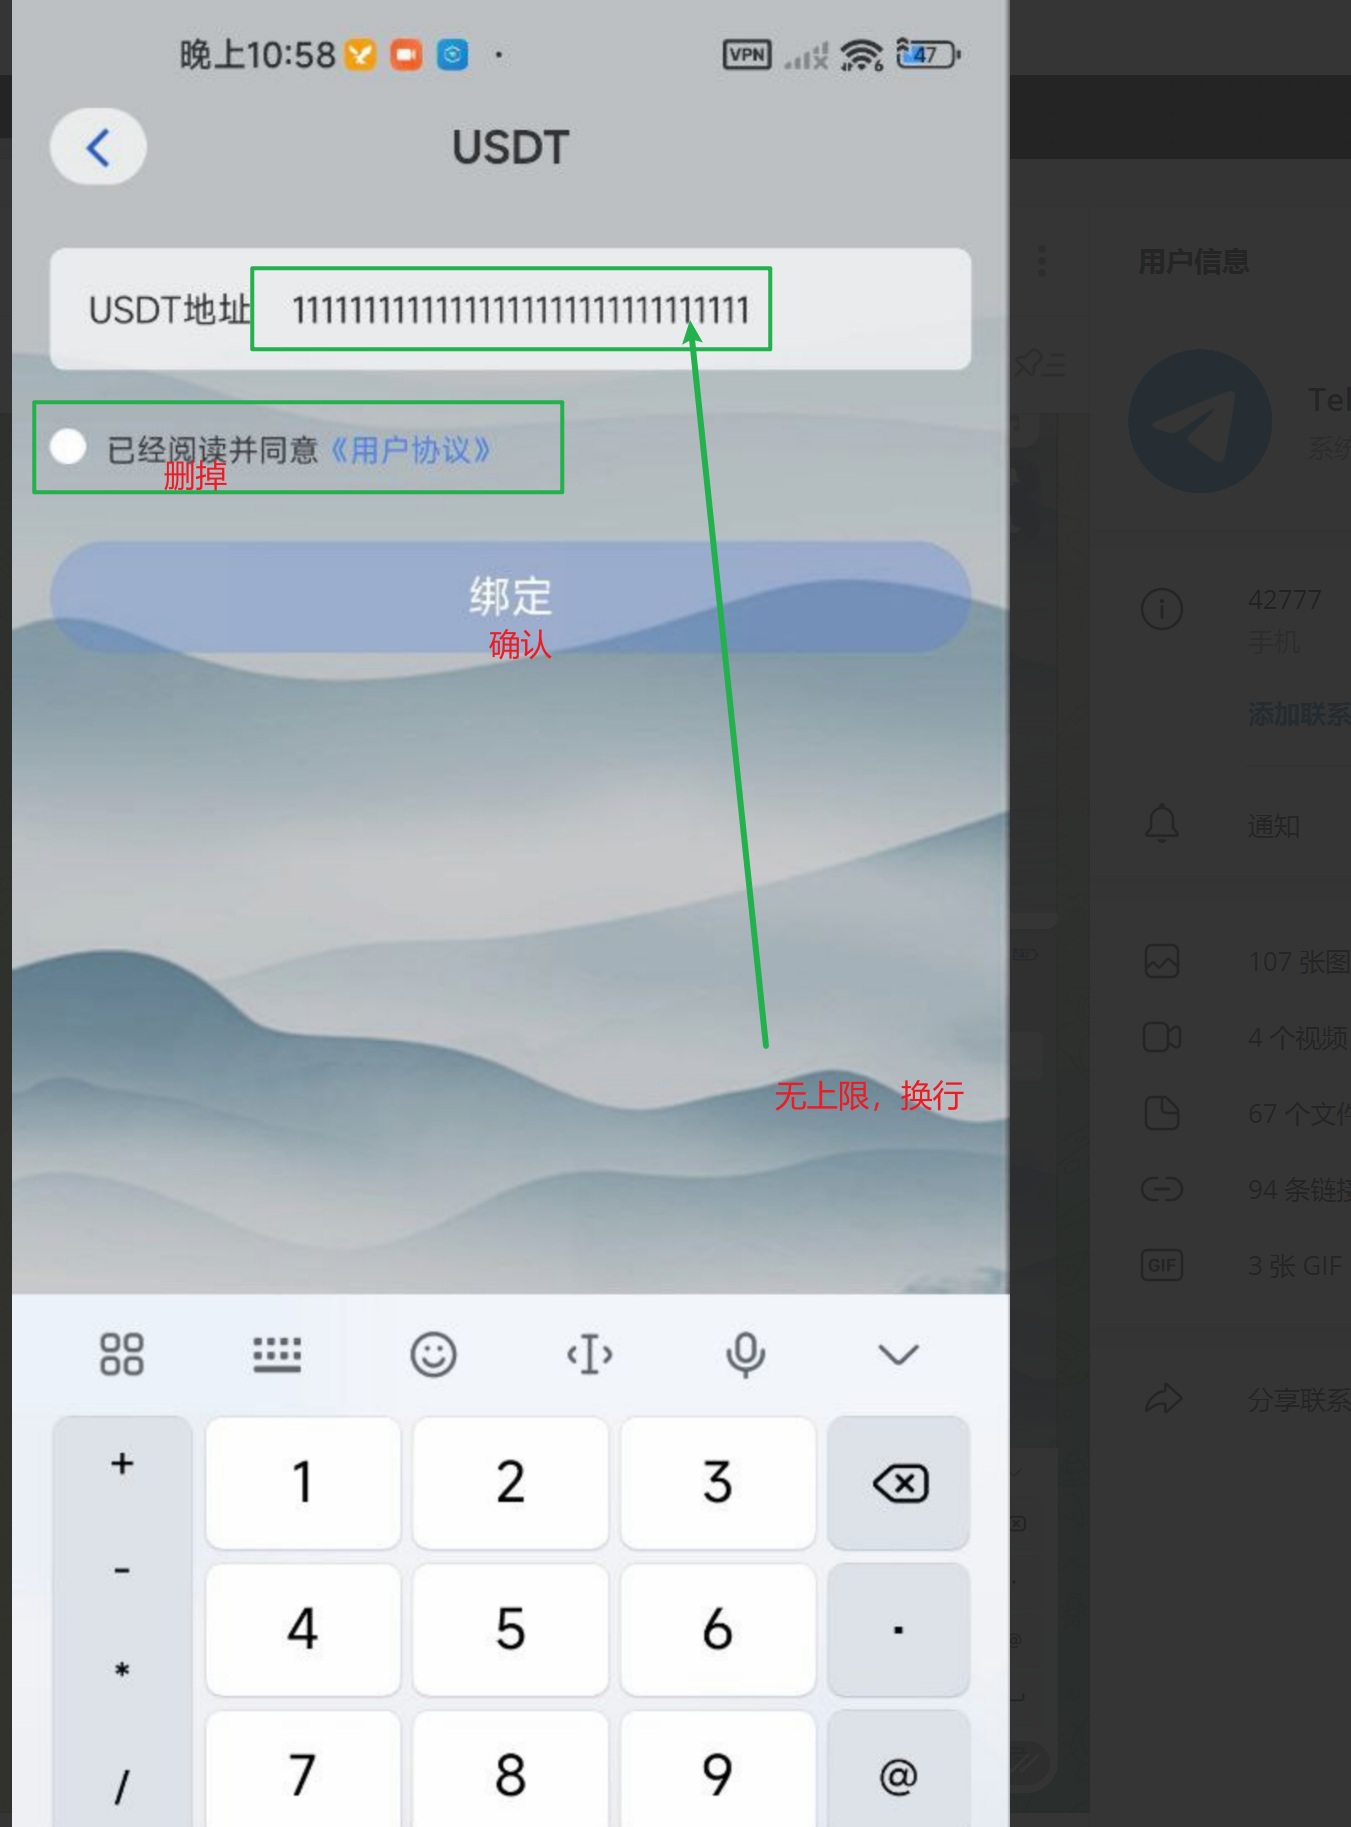 晚上10:58
VPN
6
47
USDT
USDT地址 11111111111111111111111111111111
已经阅读并同意《用户协议》
删掉
绑定
确认
无上限，换行
+
1
2
3
-
4
5
6
.
*
7
8
9
/
@
用户信息
Tel
系统
42777
手机
添加联系
通知
107 张图
4 个视频
67 个文件
94 条链接
GIF
3 张 GIF
分享联系